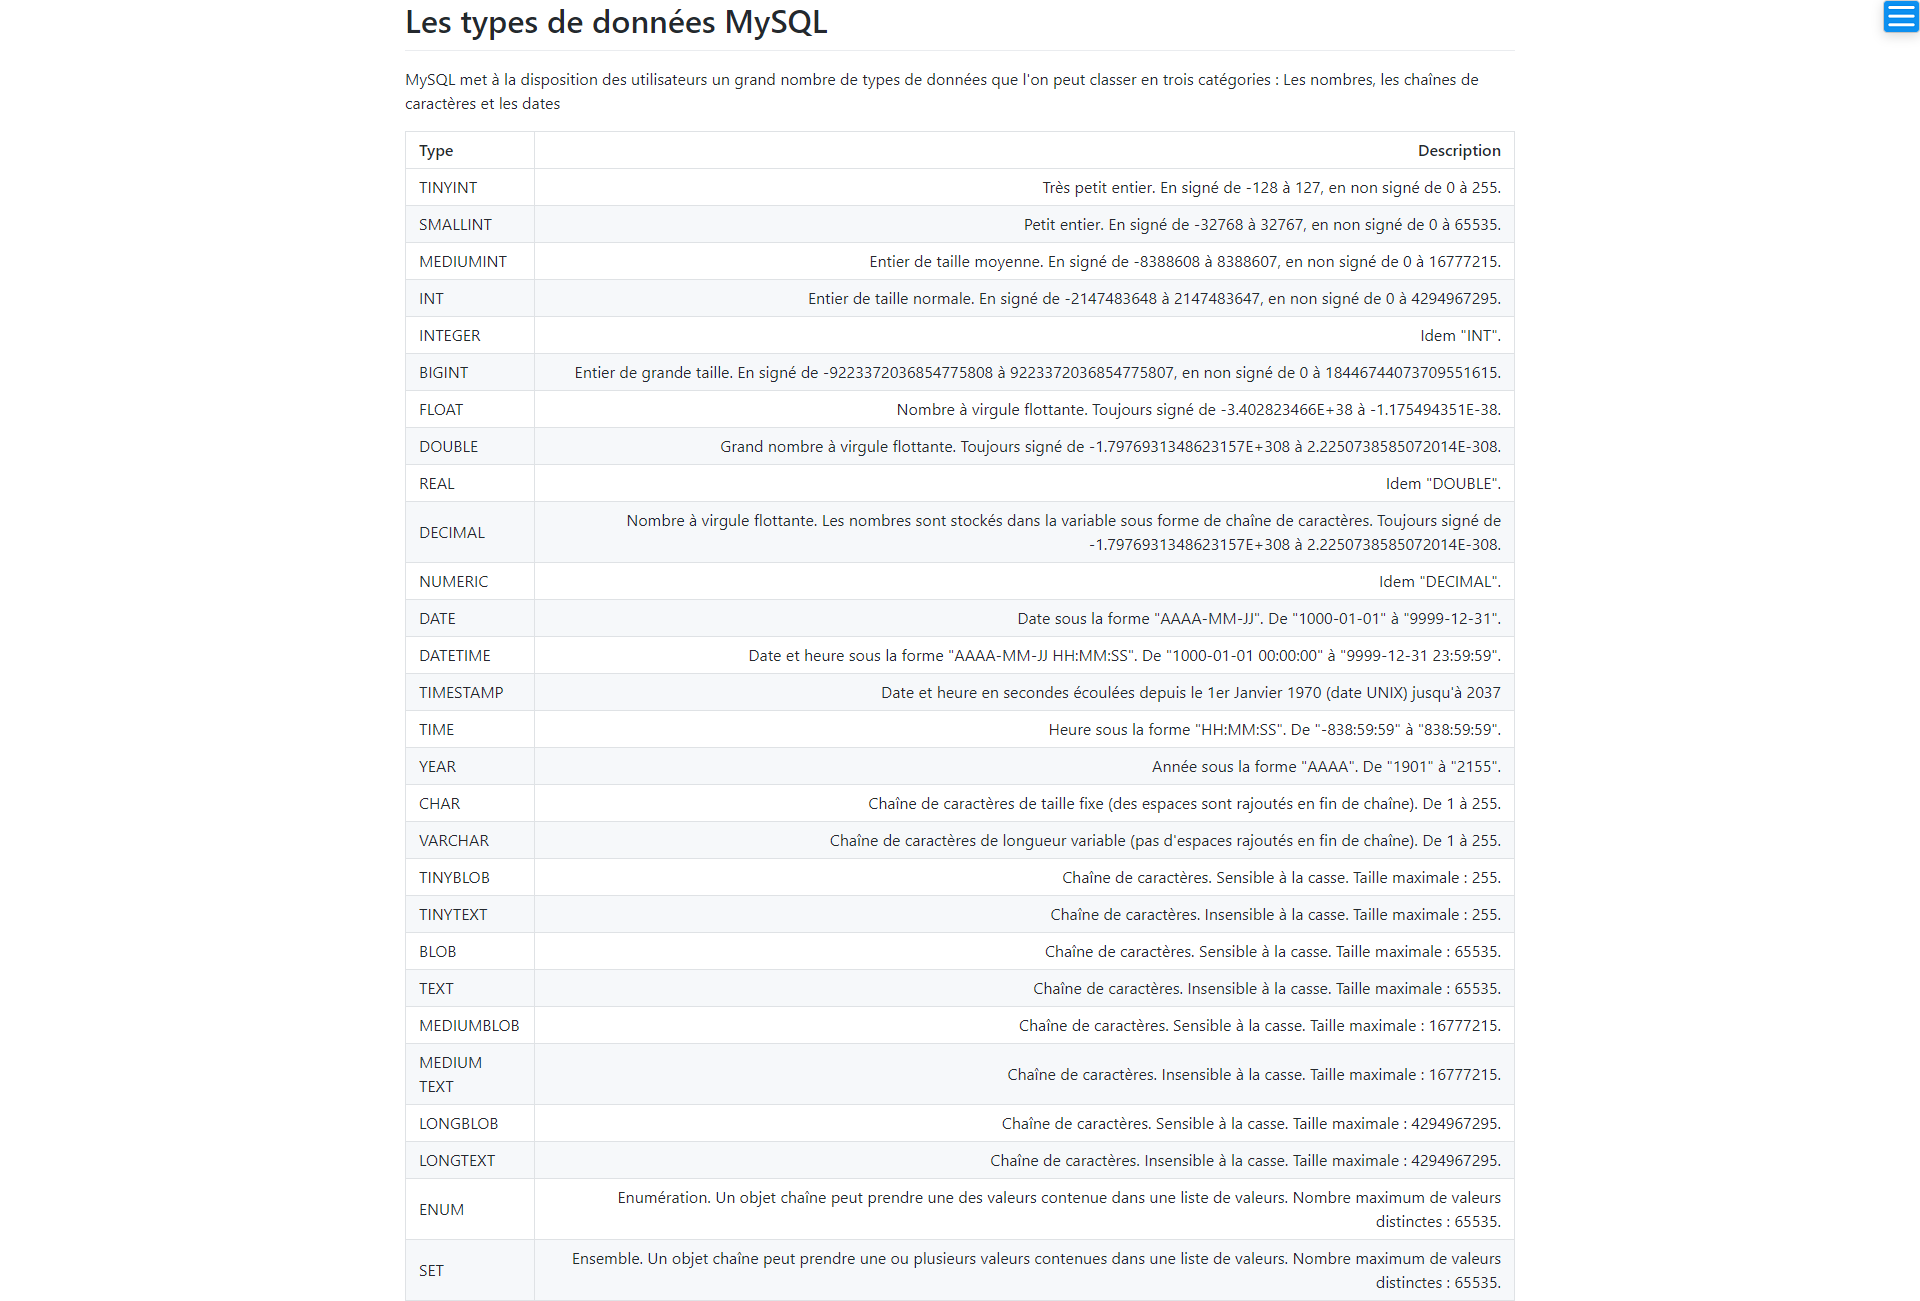 Les types de données MySQL
MySQL met à la disposition des utilisateurs un grand nombre de types de données que l'on peut classer en trois catégories : Les nombres, les chaînes de
caractères et les dates
Type Description
TINYINT Très petit entier. En signé de -128 à 127, en non signé de 0 à 255.
SMALLINT Petit entier. En signé de -32768 à 32767, en non signé de 0 à 65535.
MEDIUMINT Entier de taille moyenne. En signé de -8388608 à 8388607, en non signé de 0 à 16777215.
INT Entier de taille normale. En signé de -2147483648 à 2147483647, en non signé de 0 à 4294967295.
INTEGER Idem "INT".
BIGINT Entier de grande taille. En signé de -9223372036854775808 à 9223372036854775807, en non signé de 0 à 18446744073709551615.
FLOAT Nombre à virgule flottante. Toujours signé de -3.402823466E+38 à -1.175494351E-38.
DOUBLE Grand nombre à virgule flottante. Toujours signé de -1.7976931348623157E+308 à 2.2250738585072014E-308.
REAL Idem "DOUBLE".
DECIMAL Nombre à virgule flottante. Les nombres sont stockés dans la variable sous forme de chaîne de caractères. Toujours signé de
-1.7976931348623157E+308 à 2.2250738585072014E-308.
NUMERIC Idem "DECIMAL".
DATE Date sous la forme "AAAA-MM-JJ". De "1000-01-01" à "9999-12-31".
DATETIME Date et heure sous la forme "AAAA-MM-JJ HH:MM:SS". De "1000-01-01 00:00:00" à "9999-12-31 23:59:59".
TIMESTAMP Date et heure en secondes écoulées depuis le 1er Janvier 1970 (date UNIX) jusqu'à 2037
TIME Heure sous la forme "HH:MM:SS". De "-838:59:59" à "838:59:59".
YEAR Année sous la forme "AAAA". De "1901" à "2155".
CHAR Chaîne de caractères de taille fixe (des espaces sont rajoutés en fin de chaîne). De 1 à 255.
VARCHAR Chaîne de caractères de longueur variable (pas d'espaces rajoutés en fin de chaîne). De 1 à 255.
TINYBLOB Chaîne de caractères. Sensible à la casse. Taille maximale : 255.
TINYTEXT Chaîne de caractères. Insensible à la casse. Taille maximale : 255.
BLOB Chaîne de caractères. Sensible à la casse. Taille maximale : 65535.
TEXT Chaîne de caractères. Insensible à la casse. Taille maximale : 65535.
MEDIUMBLOB Chaîne de caractères. Sensible à la casse. Taille maximale : 16777215.
MEDIUM
TEXT Chaîne de caractères. Insensible à la casse. Taille maximale : 16777215.
LONGBLOB Chaîne de caractères. Sensible à la casse. Taille maximale : 4294967295.
LONGTEXT Chaîne de caractères. Insensible à la casse. Taille maximale : 4294967295.
ENUM Enumération. Un objet chaîne peut prendre une des valeurs contenue dans une liste de valeurs. Nombre maximum de valeurs
distinctes : 65535.
SET Ensemble. Un objet chaîne peut prendre une ou plusieurs valeurs contenues dans une liste de valeurs. Nombre maximum de valeurs
distinctes : 65535.